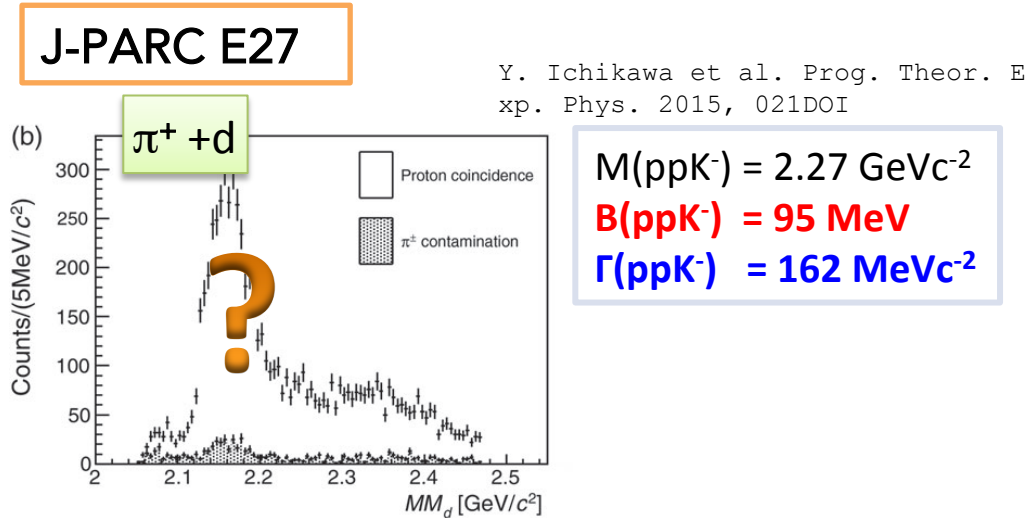 J-PARC E27
Y. Ichikawa et al. Prog. Theor. E
xp. Phys. 2015, 021DOI
π⁺ +d
(b)
Proton coincidence
π± contamination
?
M(ppK⁻) = 2.27 GeVc⁻²
B(ppK⁻) = 95 MeV
Γ(ppK⁻) = 162 MeVc⁻²
Counts/(5MeV/c²)
300
250
200
150
100
50
0
2 2.1 2.2 2.3 2.4 2.5
MM_d [GeV/c²]